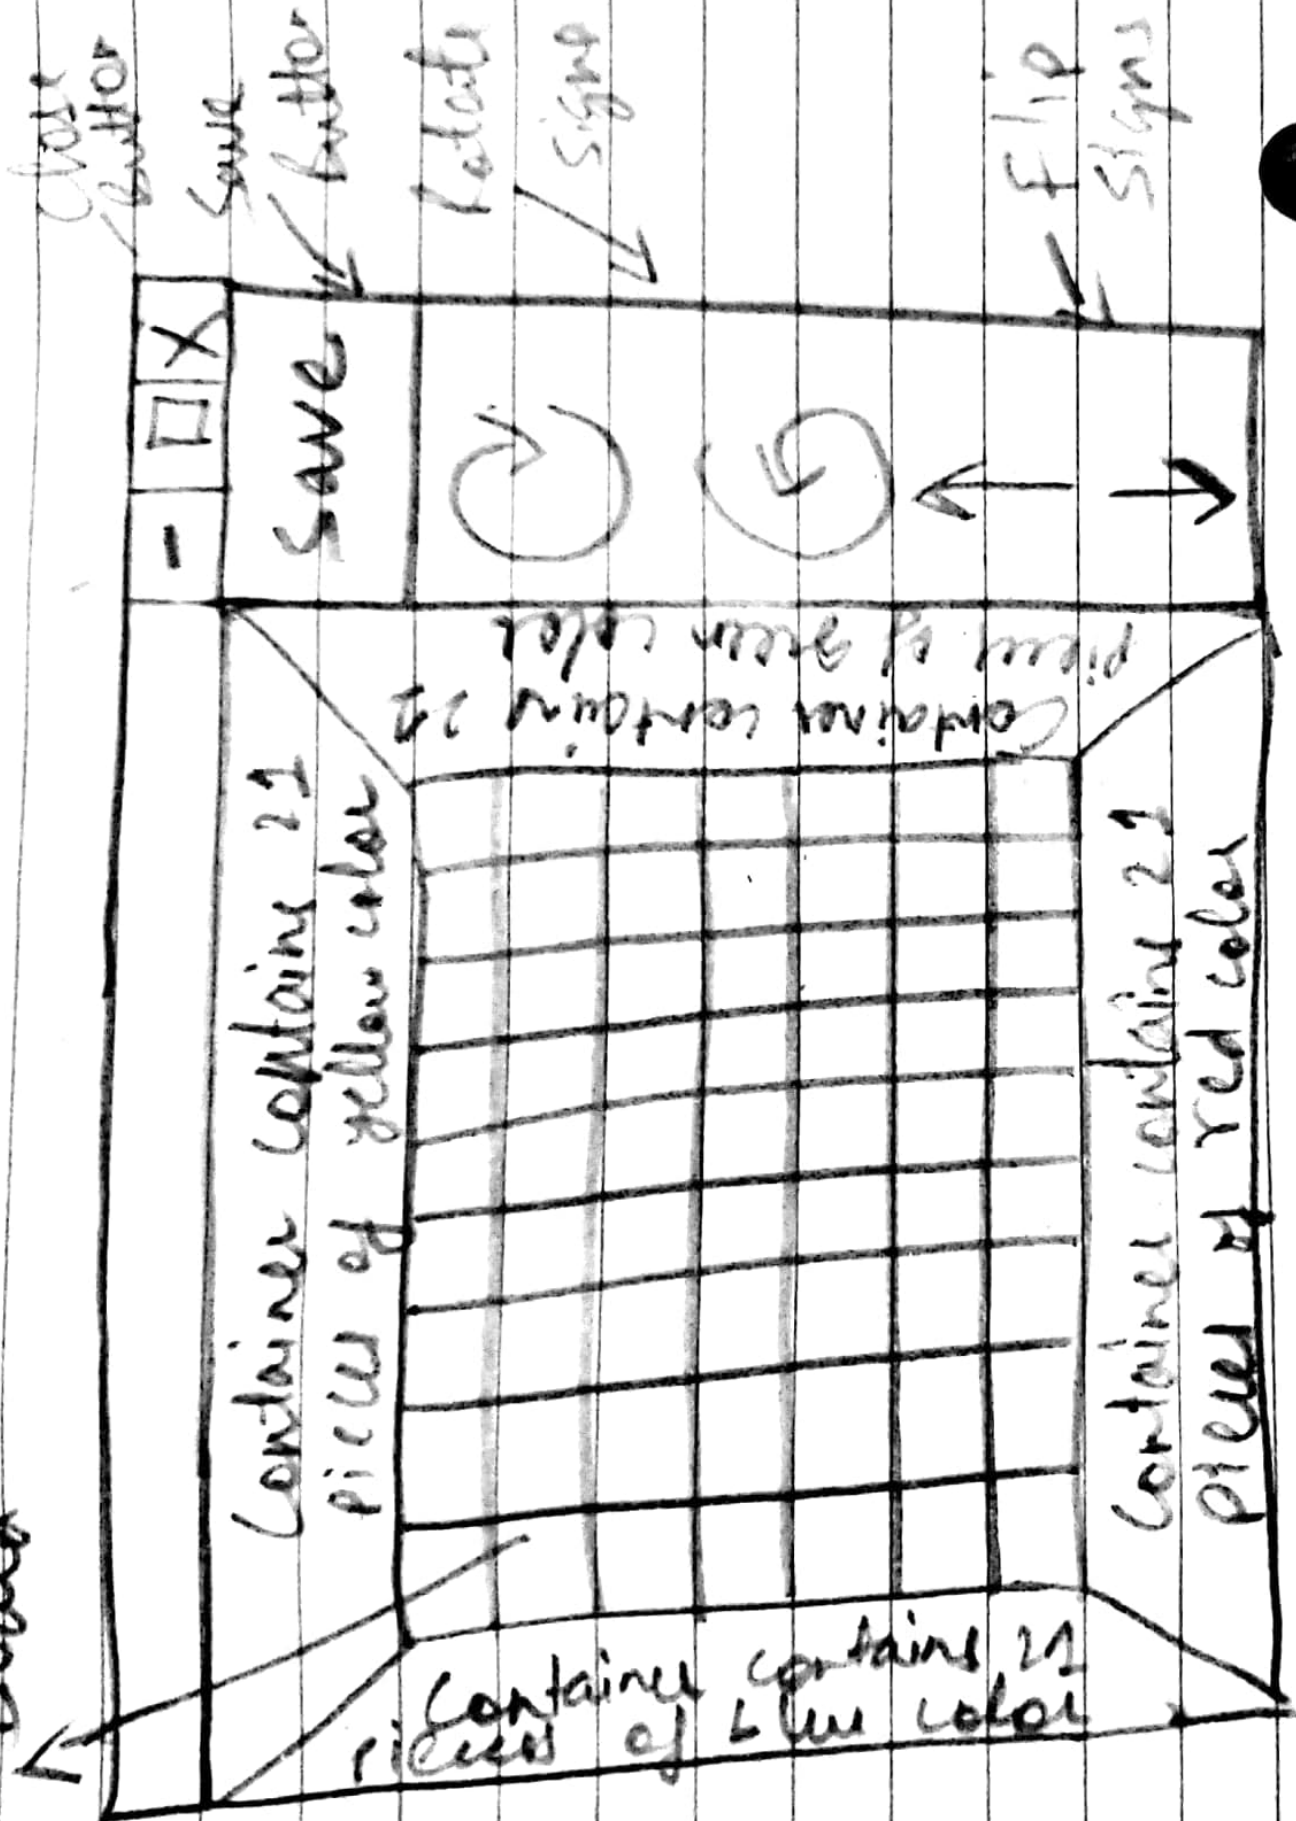 Close
Button
Save
Button
Rotate
Signs
Flip
Signs
- □ X
Save
Container contains 21
pieces of yellow color
Container contains 21
pieces of green color
Container contains 21
pieces of red color
Container contains 21
pieces of blue color